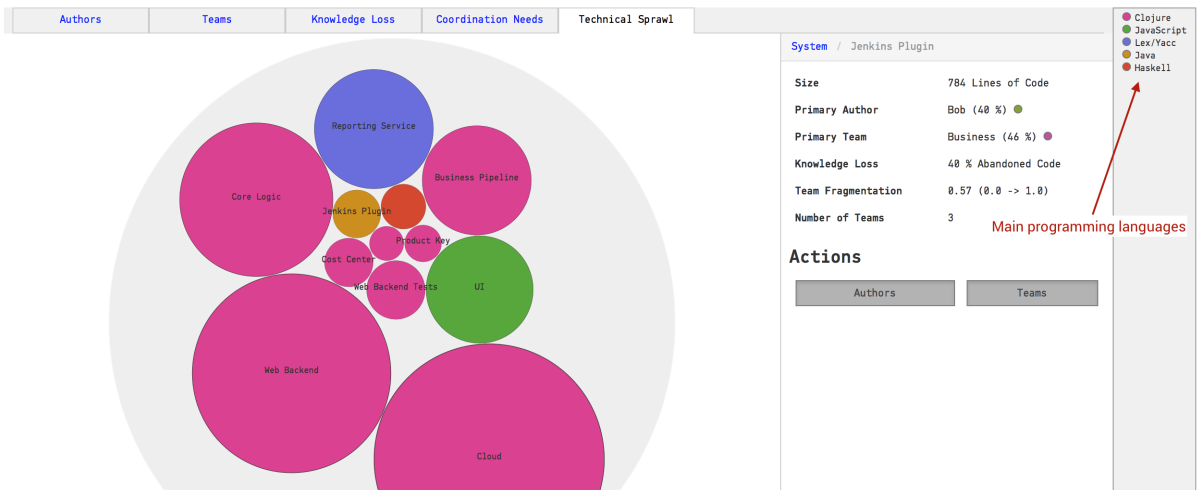 Authors
Teams
Knowledge Loss
Coordination Needs
Technical Sprawl
Reporting Service
Core Logic
Business Pipeline
Jenkins Plugin
Product Key
Cost Center
Web Backend Tests
UI
Web Backend
Cloud
System / Jenkins Plugin
Size 784 Lines of Code
Primary Author Bob (40 %)
Primary Team Business (46 %)
Knowledge Loss 40 % Abandoned Code
Team Fragmentation 0.57 (0.0 -> 1.0)
Number of Teams 3
Actions
Authors
Teams
Clojure
JavaScript
Lex/Yacc
Java
Haskell
Main programming languages